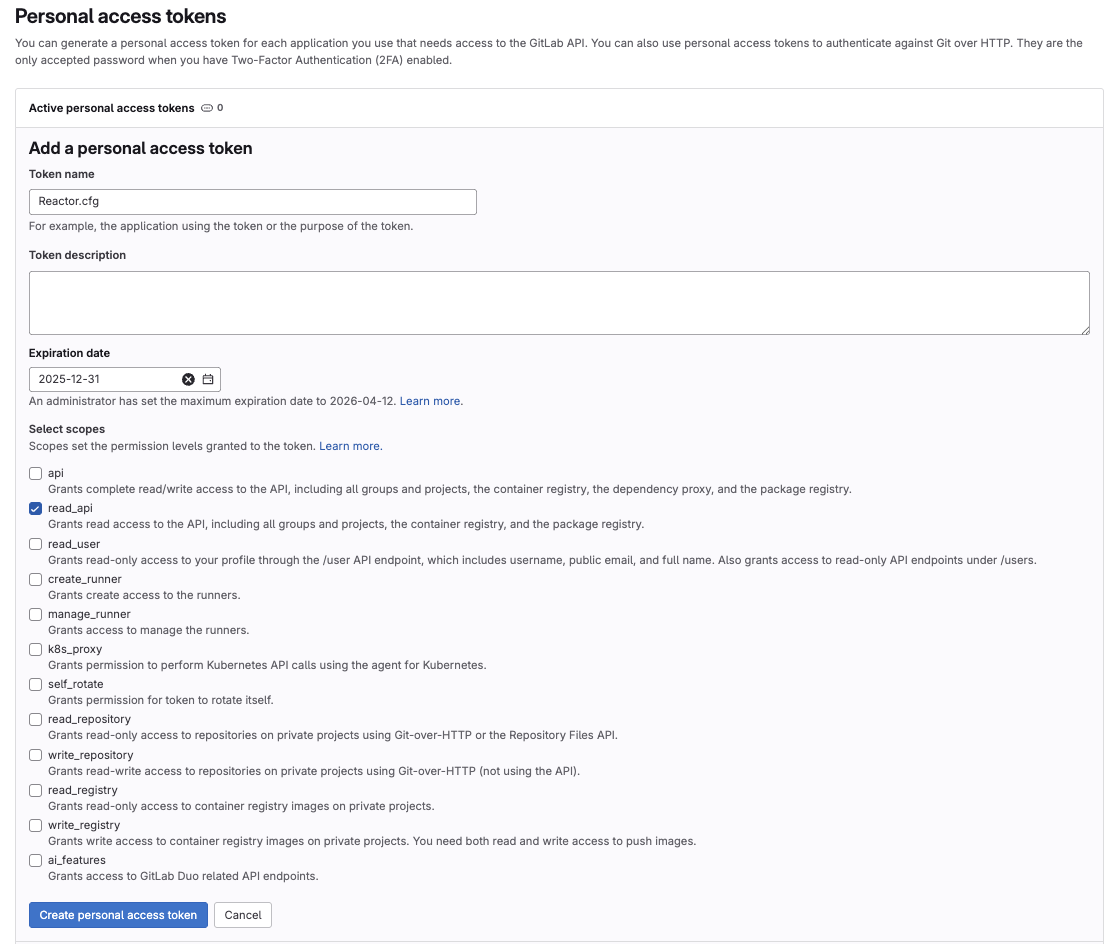 Personal access tokens
You can generate a personal access token for each application you use that needs access to the GitLab API. You can also use personal access tokens to authenticate against Git over HTTP. They are the
only accepted password when you have Two-Factor Authentication (2FA) enabled.
Active personal access tokens 0
Add a personal access token
Token name
Reactor.cfg
For example, the application using the token or the purpose of the token.
Token description
Expiration date
2025-12-31
An administrator has set the maximum expiration date to 2026-04-12. Learn more.
Select scopes
Scopes set the permission levels granted to the token. Learn more.
api
Grants complete read/write access to the API, including all groups and projects, the container registry, the dependency proxy, and the package registry.
read_api
Grants read access to the API, including all groups and projects, the container registry, and the package registry.
read_user
Grants read-only access to your profile through the /user API endpoint, which includes username, public email, and full name. Also grants access to read-only API endpoints under /users.
create_runner
Grants create access to the runners.
manage_runner
Grants access to manage the runners.
k8s_proxy
Grants permission to perform Kubernetes API calls using the agent for Kubernetes.
self_rotate
Grants permission for token to rotate itself.
read_repository
Grants read-only access to repositories on private projects using Git-over-HTTP or the Repository Files API.
write_repository
Grants read-write access to repositories on private projects using Git-over-HTTP (not using the API).
read_registry
Grants read-only access to container registry images on private projects.
write_registry
Grants write access to container registry images on private projects. You need both read and write access to push images.
ai_features
Grants access to GitLab Duo related API endpoints.
Create personal access token Cancel